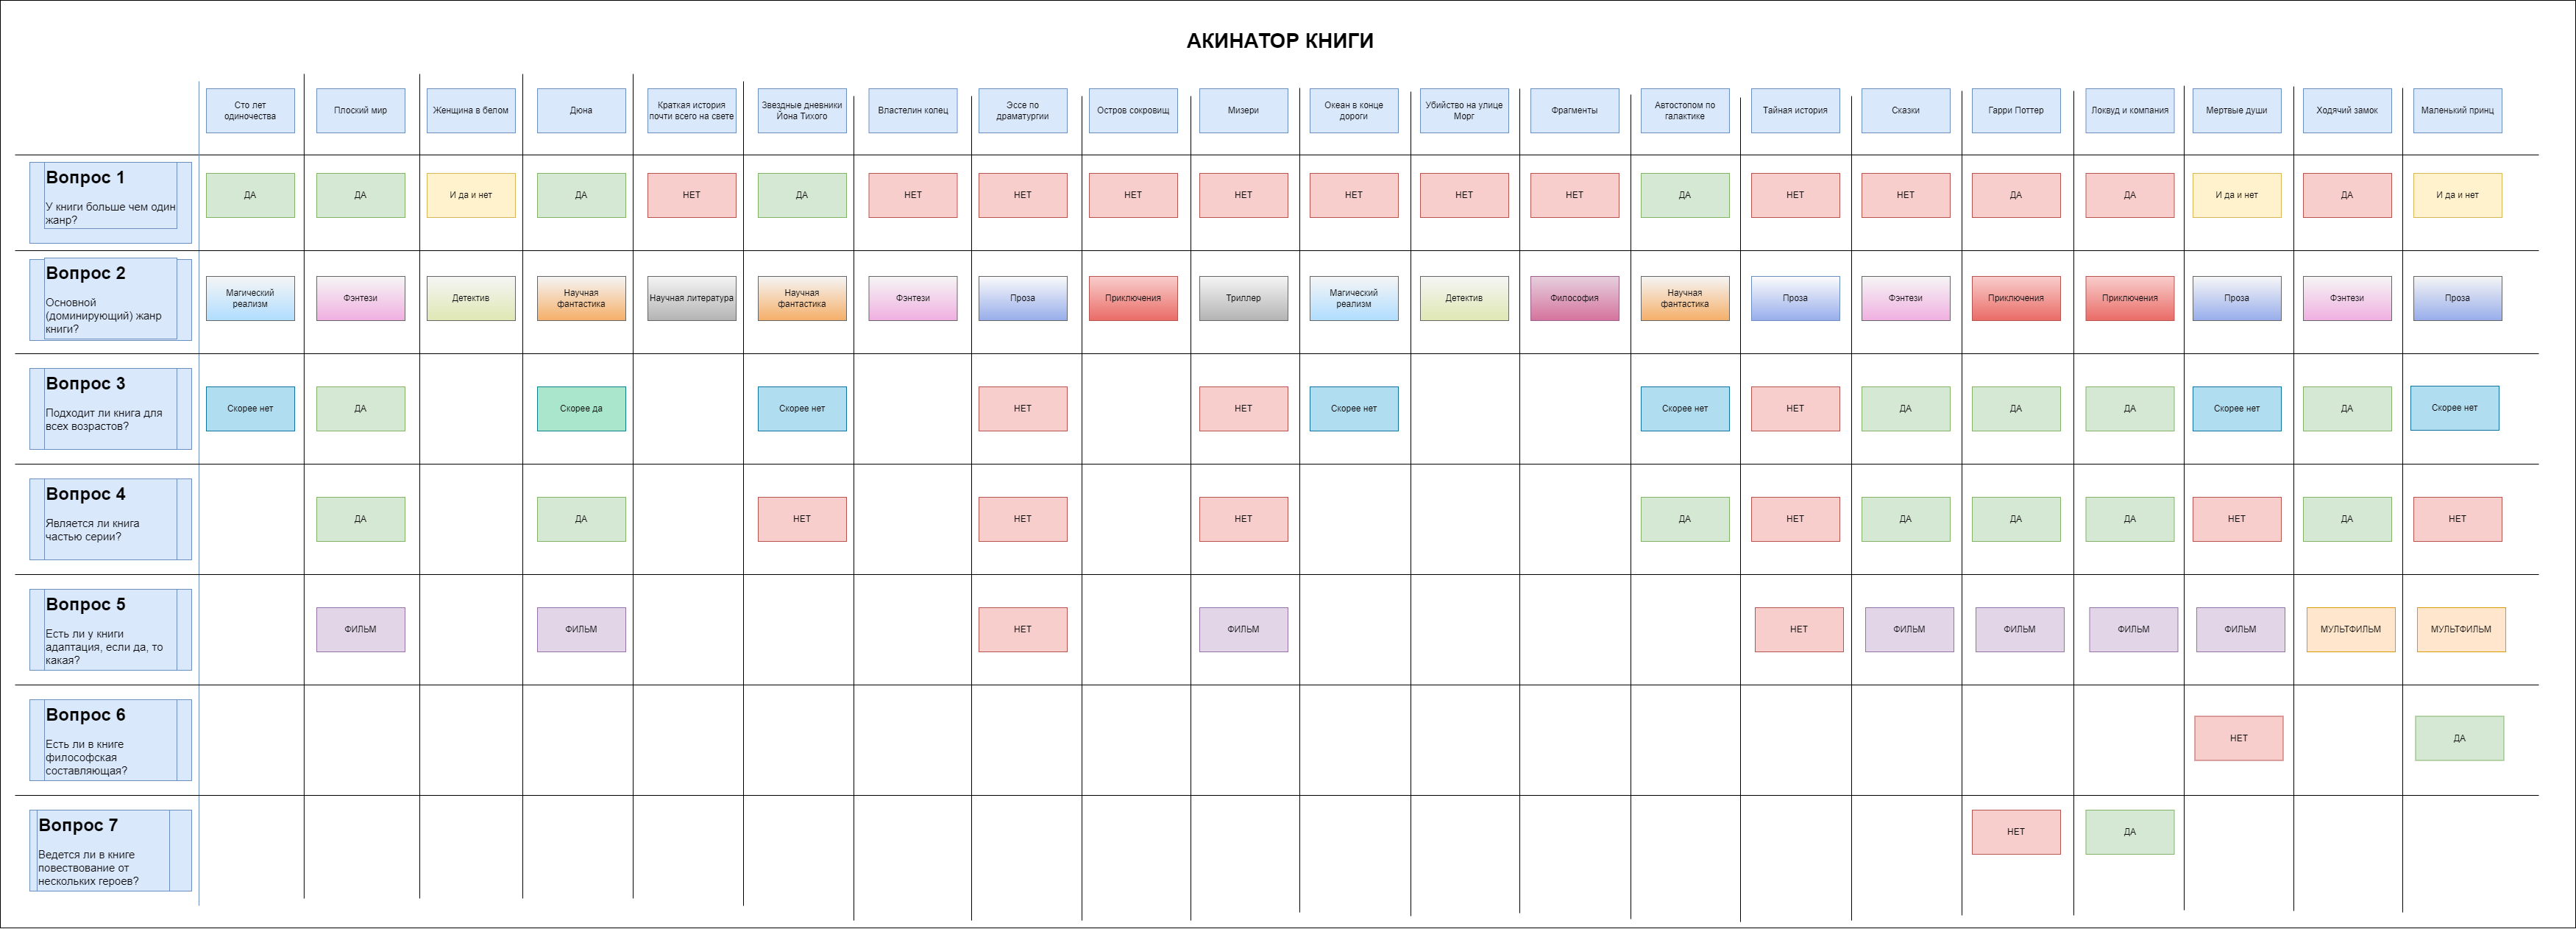 АКИНАТОР КНИГИ
Сто лет
одиночества
Плоский мир
Женщина в белом
Дюна
Краткая история
почти всего на свете
Звездные дневники
Йона Тихого
Властелин колец
Эссе по
драматургии
Остров сокровищ
Мизери
Океан в конце
дороги
Убийство на улице
Морг
Фрагменты
Автостопом по
галактике
Тайная история
Сказки
Гарри Поттер
Локвуд и компания
Мертвые души
Ходячий замок
Маленький принц
Вопрос 1
У книги больше чем один
жанр?
ДА
ДА
И да и нет
ДА
НЕТ
ДА
НЕТ
НЕТ
НЕТ
НЕТ
НЕТ
НЕТ
НЕТ
ДА
НЕТ
НЕТ
ДА
ДА
И да и нет
ДА
И да и нет
Вопрос 2
Основной
(доминирующий) жанр
книги?
Магический
реализм
Фэнтези
Детектив
Научная
фантастика
Научная литература
Научная
фантастика
Фэнтези
Проза
Приключения
Триллер
Магический
реализм
Детектив
Философия
Научная
фантастика
Проза
Фэнтези
Приключения
Приключения
Проза
Фэнтези
Проза
Вопрос 3
Подходит ли книга для
всех возрастов?
Скорее нет
ДА
Скорее да
Скорее нет
НЕТ
НЕТ
Скорее нет
Скорее нет
НЕТ
ДА
ДА
ДА
Скорее нет
ДА
Скорее нет
Вопрос 4
Является ли книга
частью серии?
ДА
ДА
НЕТ
НЕТ
НЕТ
ДА
НЕТ
ДА
ДА
ДА
НЕТ
ДА
НЕТ
Вопрос 5
Есть ли у книги
адаптация, если да, то
какая?
ФИЛЬМ
ФИЛЬМ
НЕТ
ФИЛЬМ
НЕТ
ФИЛЬМ
ФИЛЬМ
ФИЛЬМ
ФИЛЬМ
МУЛЬТФИЛЬМ
МУЛЬТФИЛЬМ
Вопрос 6
Есть ли в книге
философская
составляющая?
НЕТ
ДА
Вопрос 7
Ведется ли в книге
повествование от
нескольких героев?
НЕТ
ДА